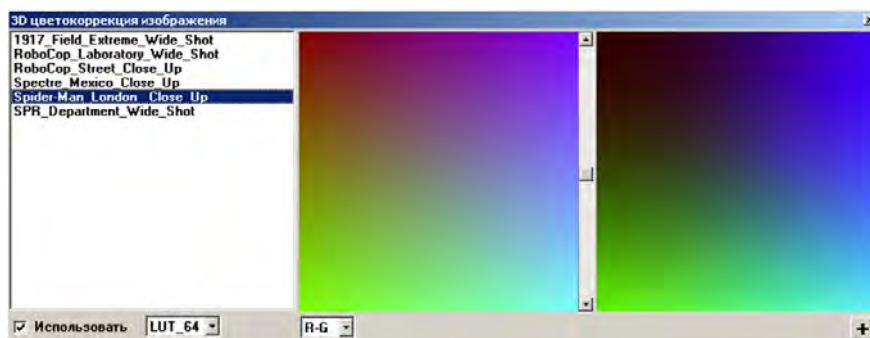 3D цветокоррекция изображения
1917_Field_Extreme_Wide_Shot
RoboCop_Laboratory_Wide_Shot
RoboCop_Street_Close_Up
Spectre_Mexico_Close_Up
Spider-Man_London_Close_Up
SPR_Department_Wide_Shot
Использовать
LUT_64
R-G
+